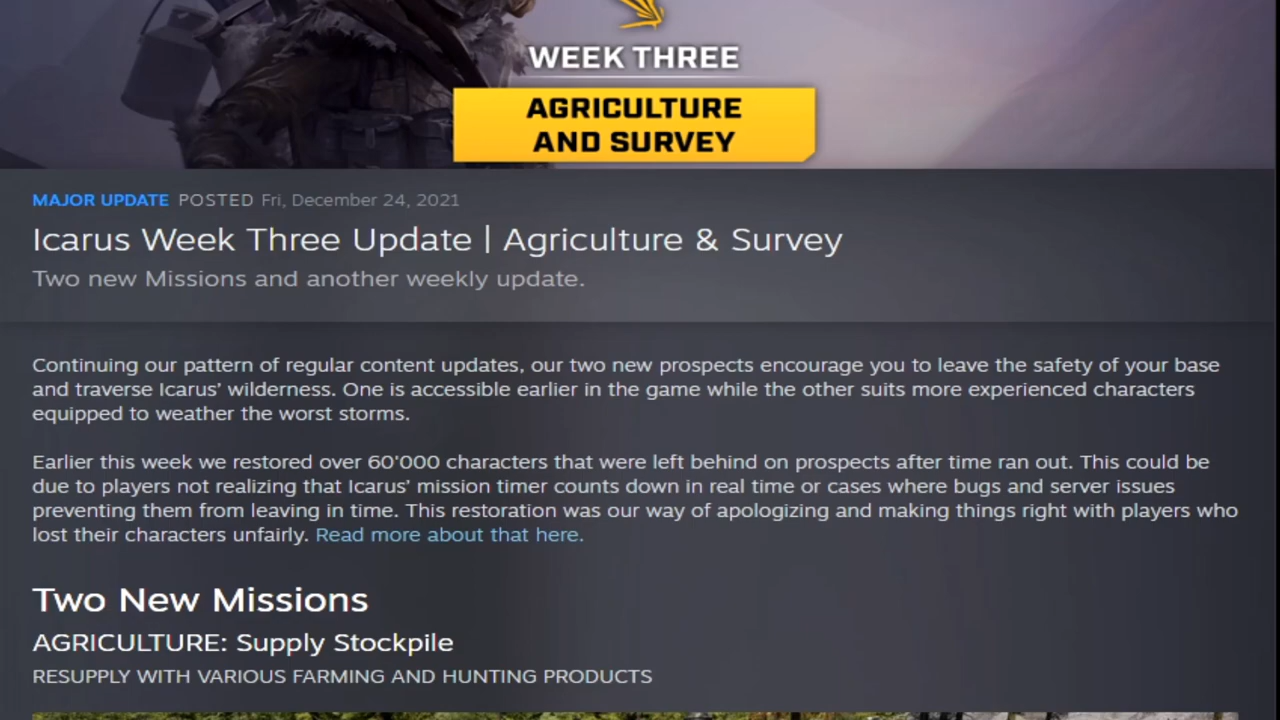 WEEK THREE
AGRICULTURE
AND SURVEY
MAJOR UPDATE POSTED Fri, December 24, 2021
Icarus Week Three Update | Agriculture & Survey
Two new Missions and another weekly update.
Continuing our pattern of regular content updates, our two new prospects encourage you to leave the safety of your base
and traverse Icarus’ wilderness. One is accessible earlier in the game while the other suits more experienced characters
equipped to weather the worst storms.
Earlier this week we restored over 60’000 characters that were left behind on prospects after time ran out. This could be
due to players not realizing that Icarus’ mission timer counts down in real time or cases where bugs and server issues
preventing them from leaving in time. This restoration was our way of apologizing and making things right with players who
lost their characters unfairly. Read more about that here.
Two New Missions
AGRICULTURE: Supply Stockpile
RESUPPLY WITH VARIOUS FARMING AND HUNTING PRODUCTS